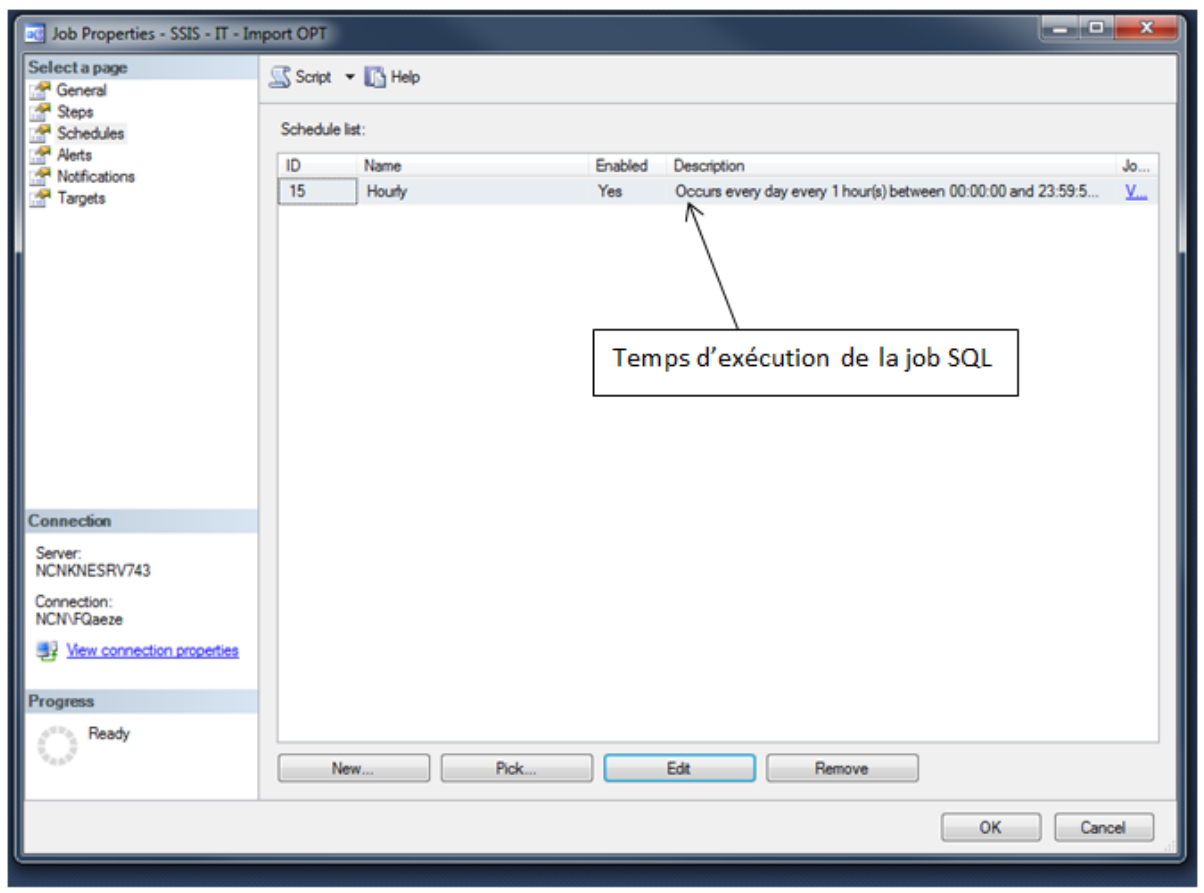 Job Properties - SSIS - IT - Import OPT
Select a page
General
Steps
Schedules
Alerts
Notifications
Targets
Script
Help
Schedule list:
ID Name Enabled Description Jo...
15 Hourly Yes Occurs every day every 1 hour(s) between 00:00:00 and 23:59:5... V...
Temps d’exécution de la job SQL
Connection
Server:
NCNKNESRV743
Connection:
NCN\FQaeze
View connection properties
Progress
Ready
New... Pick... Edit Remove
OK Cancel